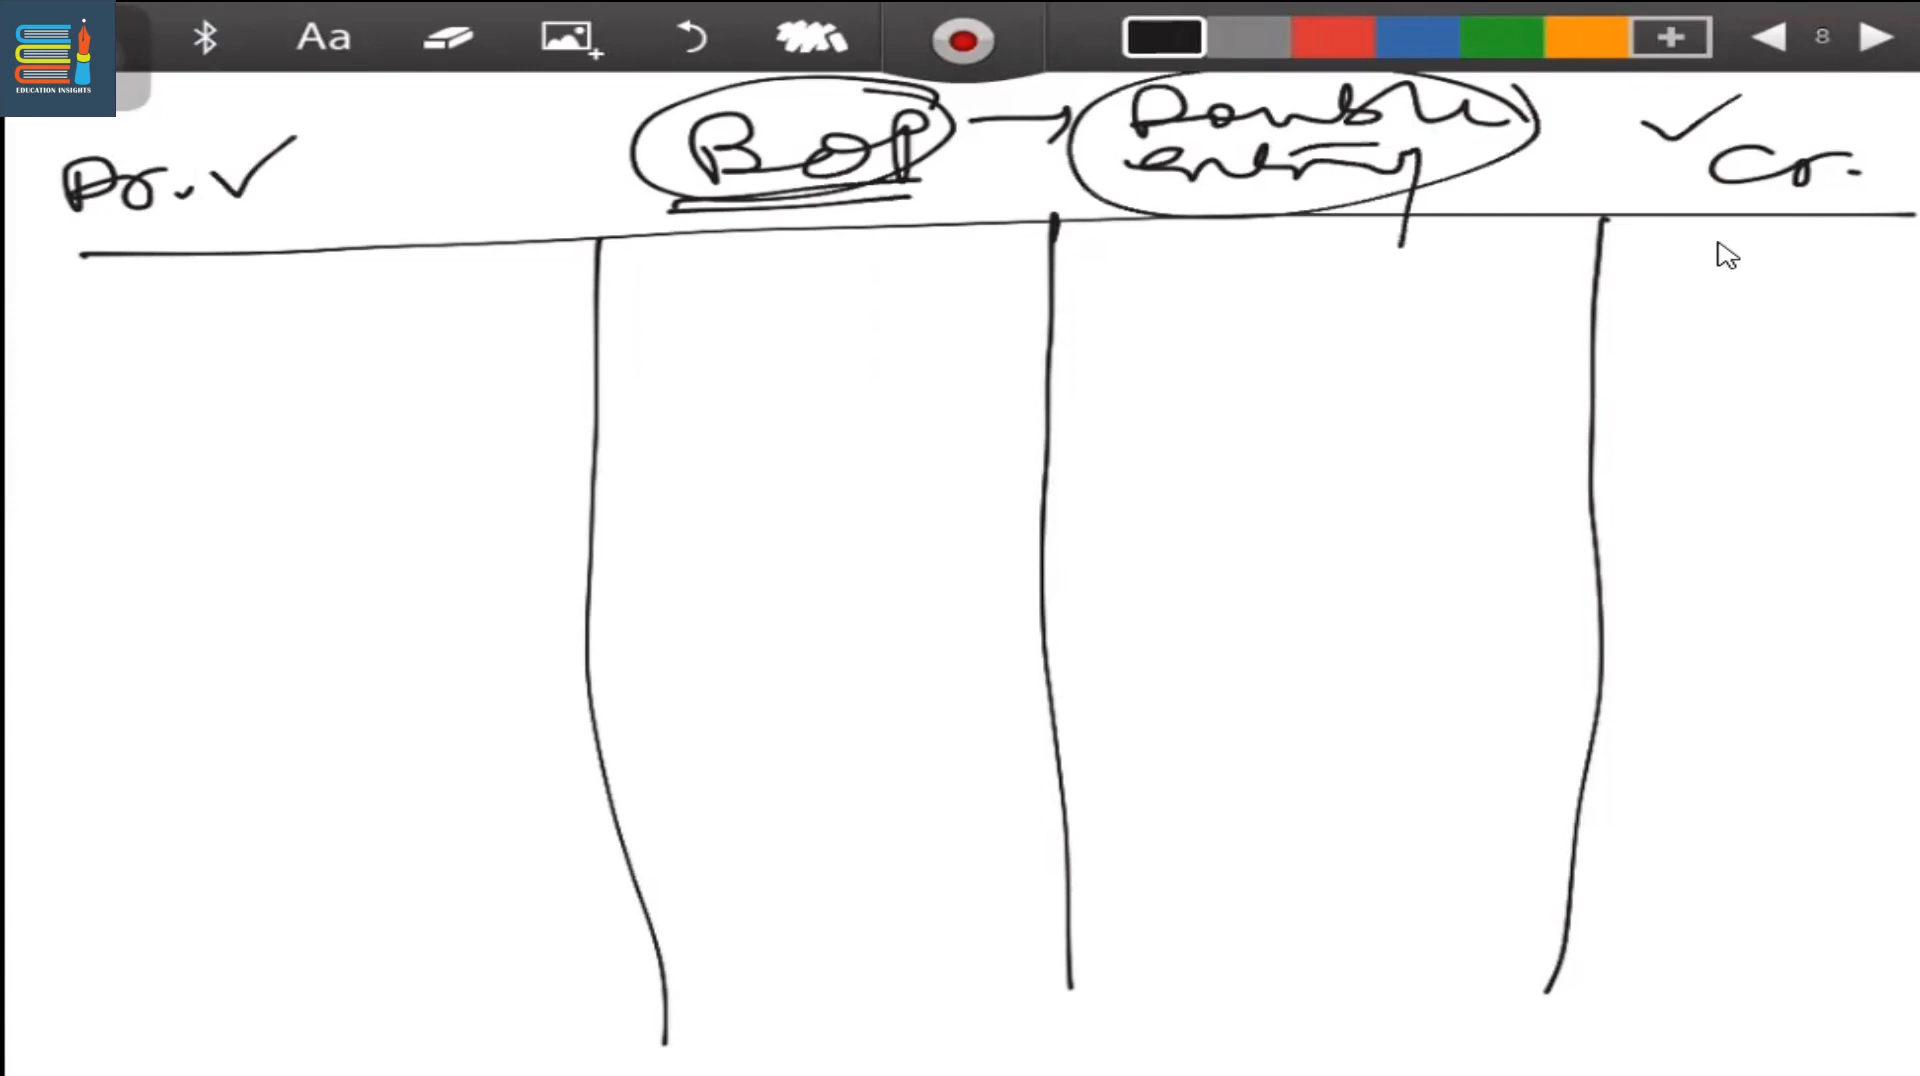 Aa
8
EDUCATION INSIGHTS
BOP → Double
entry
Dr. ✓
✓ Cr.